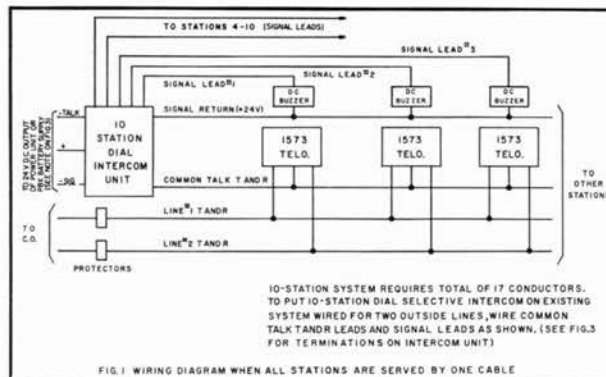 TO STATIONS 4-10 (SIGNAL LEADS)
SIGNAL LEAD #3
SIGNAL LEAD #2
SIGNAL LEAD #1
DC BUZZER
DC BUZZER
DC BUZZER
SIGNAL RETURN (+24V)
TO 24V DC OUTPUT OF POWER UNIT OR PBX BATTERY SUPPLY (SEE NOTE ON FIG.3)
-TALK
+
-SIG
10 STATION DIAL INTERCOM UNIT
1573 TELO.
1573 TELO.
1573 TELO.
COMMON TALK T AND R
TO OTHER STATIONS
LINE #1 T AND R
TO C.O.
LINE #2 T AND R
PROTECTORS
10-STATION SYSTEM REQUIRES TOTAL OF 17 CONDUCTORS.
TO PUT 10-STATION DIAL SELECTIVE INTERCOM ON EXISTING
SYSTEM WIRED FOR TWO OUTSIDE LINES, WIRE COMMON
TALK T AND R LEADS AND SIGNAL LEADS AS SHOWN. (SEE FIG.3
FOR TERMINATIONS ON INTERCOM UNIT)
FIG. 1 WIRING DIAGRAM WHEN ALL STATIONS ARE SERVED BY ONE CABLE